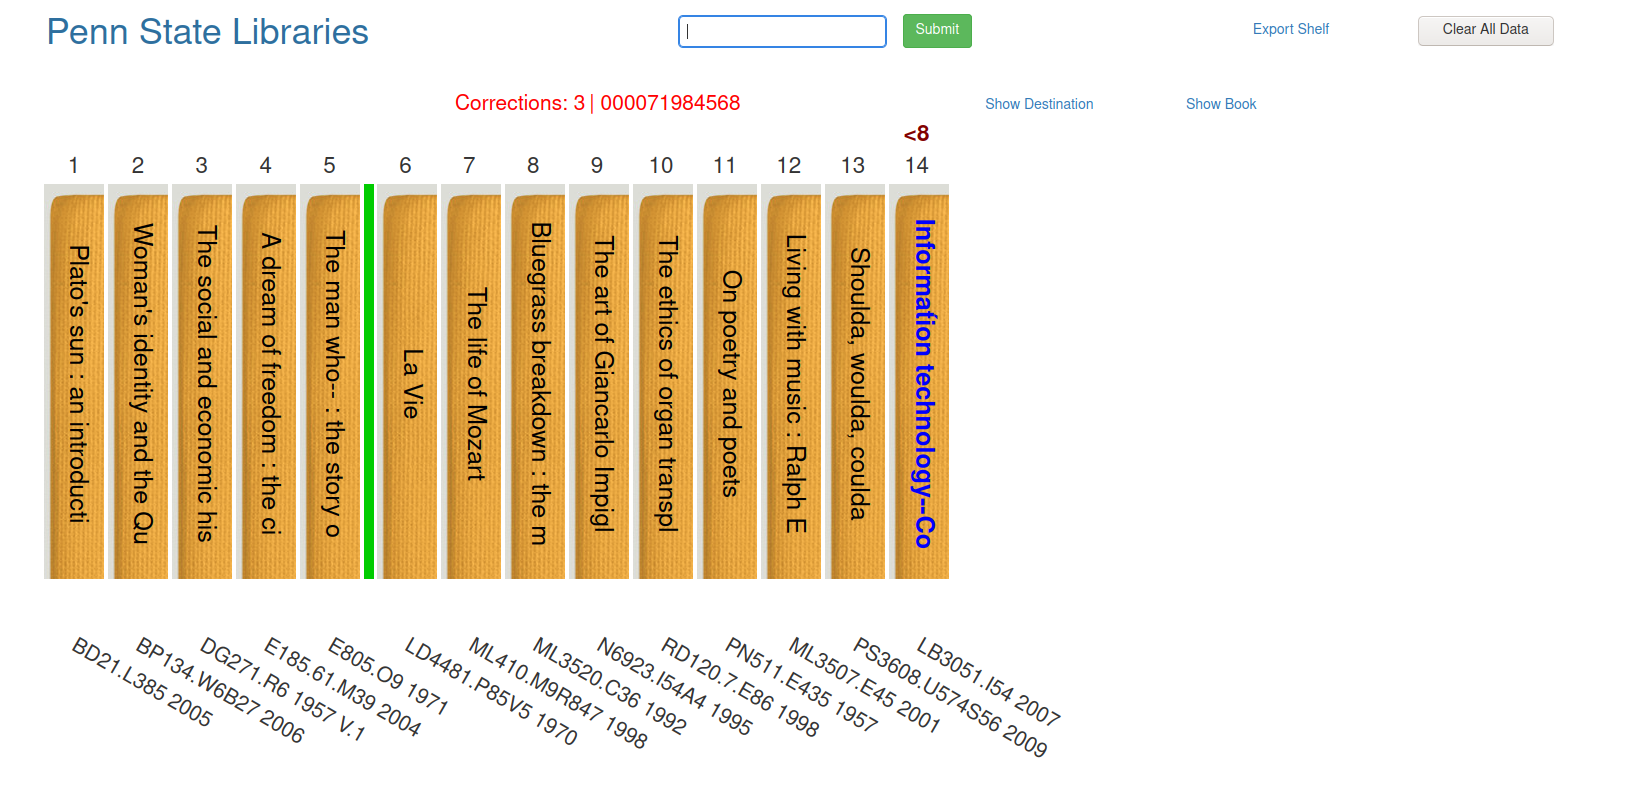 Penn State Libraries
Submit
Export Shelf
Clear All Data
Corrections: 3 | 000071984568
Show Destination
Show Book
<8
1 2 3 4 5 6 7 8 9 10 11 12 13 14
Plato's sun : an introducti
Woman's identity and the Qu
The social and economic his
A dream of freedom : the ci
The man who-- : the story o
La Vie
The life of Mozart
Bluegrass breakdown : the m
The art of Giancarlo Impigl
The ethics of organ transpl
On poetry and poets
Living with music : Ralph E
Shoulda, woulda, coulda
Information technology--Co
BD21.L385 2005
BP134.W6B27 2006
DG271.R6 1957 V.1
E185.61.M39 2004
E805.O9 1971
LD4481.P85V5 1970
ML410.M9R847 1998
ML3520.C36 1992
N6923.I54A4 1995
RD120.7.E86 1998
PN511.E435 1957
ML3507.E45 2001
PS3608.U574S56 2009
LB3051.I54 2007